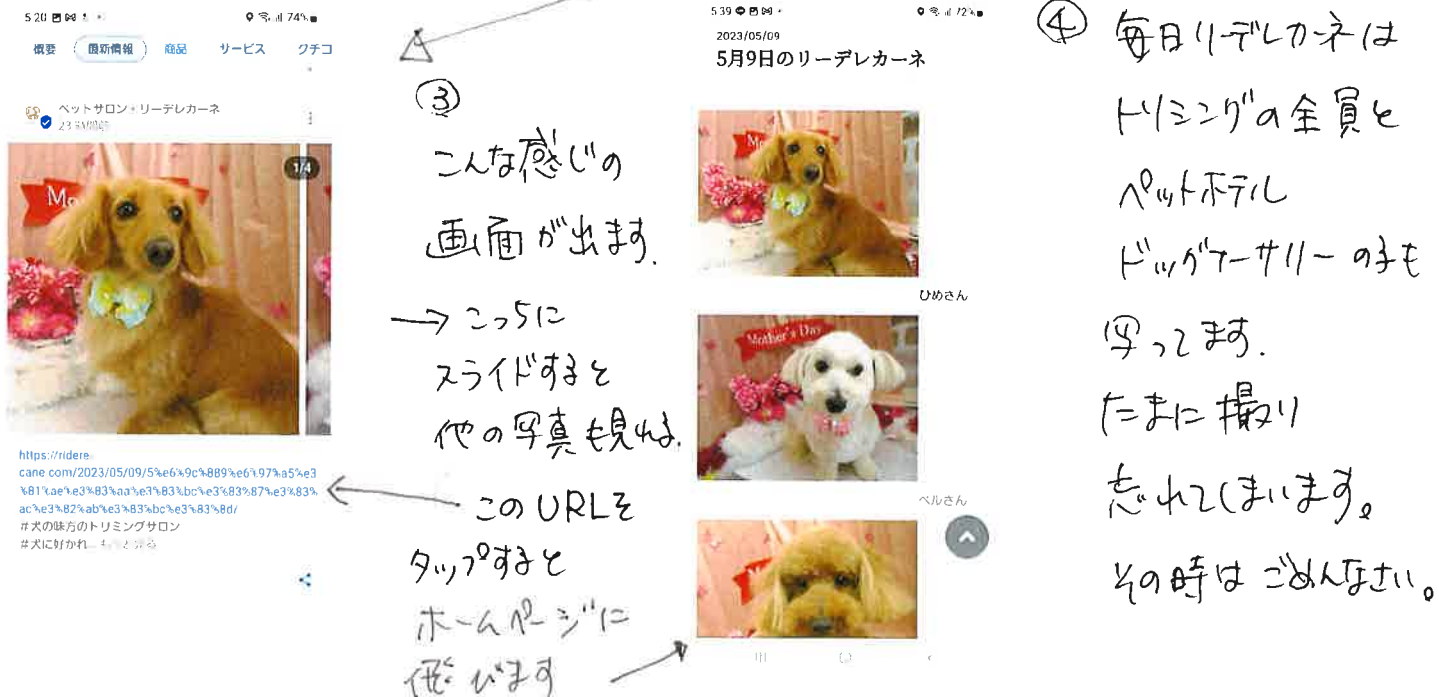 5:20
74%
概要
最新情報
商品
サービス
クチコ
ペットサロン・リーデレカーネ
23 時間前
1/4
Mo
https://ridere
cane.com/2023/05/09/5%e6%9c%889%e6%97%a5%e3
%81%ae%e3%83%aa%e3%83%bc%e3%83%87%e3%83%
ac%e3%82%ab%e3%83%bc%e3%83%8d/
#犬の味方のトリミングサロン
#犬に好かれ
③
こんな感じの
画面が出ます.
→こっちに
スライドすると
他の写真も見れる.
このURLを
タップすると
ホームページに
飛びます
5:39
72%
2023/05/09
5月9日のリーデレカーネ
Mo
ひめさん
Mother's Day
ベルさん
④ 毎日リーデレカーネは
トリミングの全員と
ペットホテル
ドッグナーサリーの子も
写ってます.
たまに撮り
忘れてしまいます。
その時はごめんなさい。